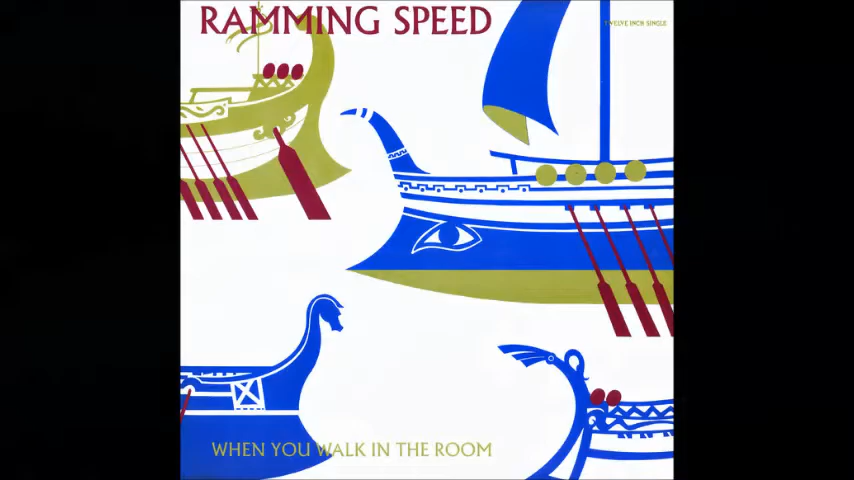 RAMMING SPEED
TWELVE INCH SINGLE
WHEN YOU WALK IN THE ROOM